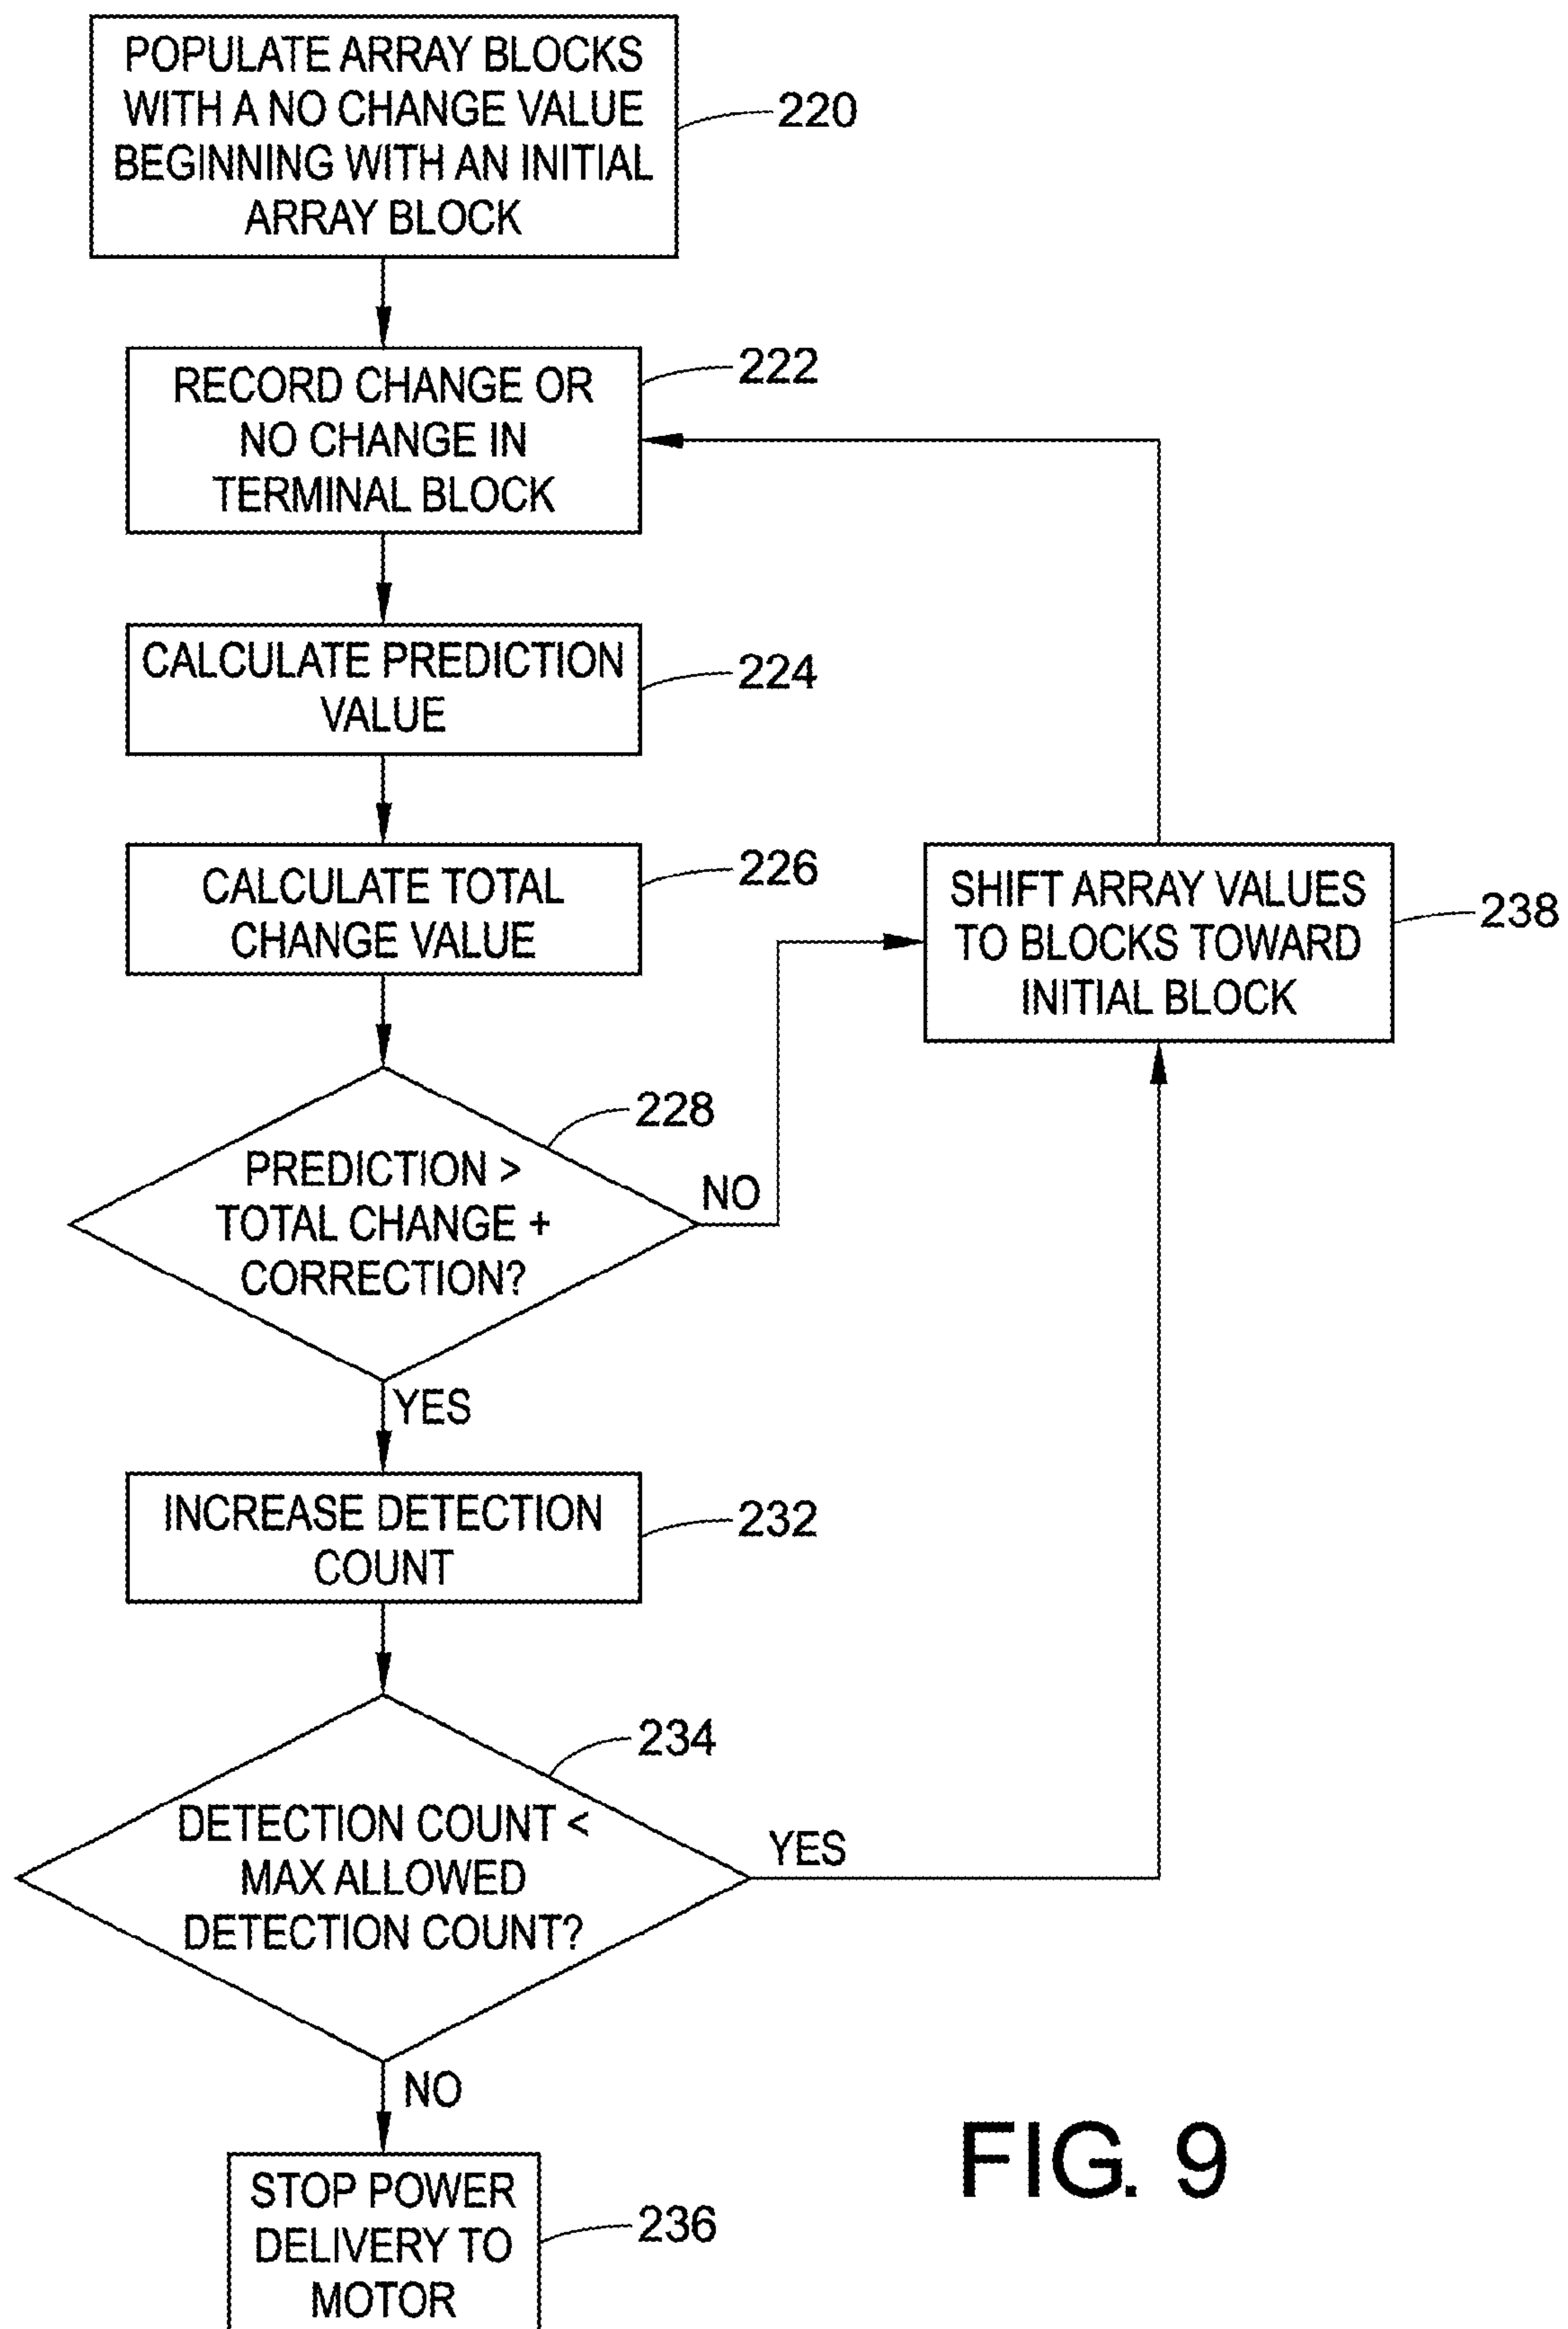 POPULATE ARRAY BLOCKS
WITH A NO CHANGE VALUE
BEGINNING WITH AN INITIAL
ARRAY BLOCK
220
RECORD CHANGE OR
NO CHANGE IN
TERMINAL BLOCK
222
CALCULATE PREDICTION
VALUE
224
CALCULATE TOTAL
CHANGE VALUE
226
SHIFT ARRAY VALUES
TO BLOCKS TOWARD
INITIAL BLOCK
238
PREDICTION >
TOTAL CHANGE +
CORRECTION?
228
NO
YES
INCREASE DETECTION
COUNT
232
DETECTION COUNT <
MAX ALLOWED
DETECTION COUNT?
234
YES
NO
STOP POWER
DELIVERY TO
MOTOR
236
FIG. 9